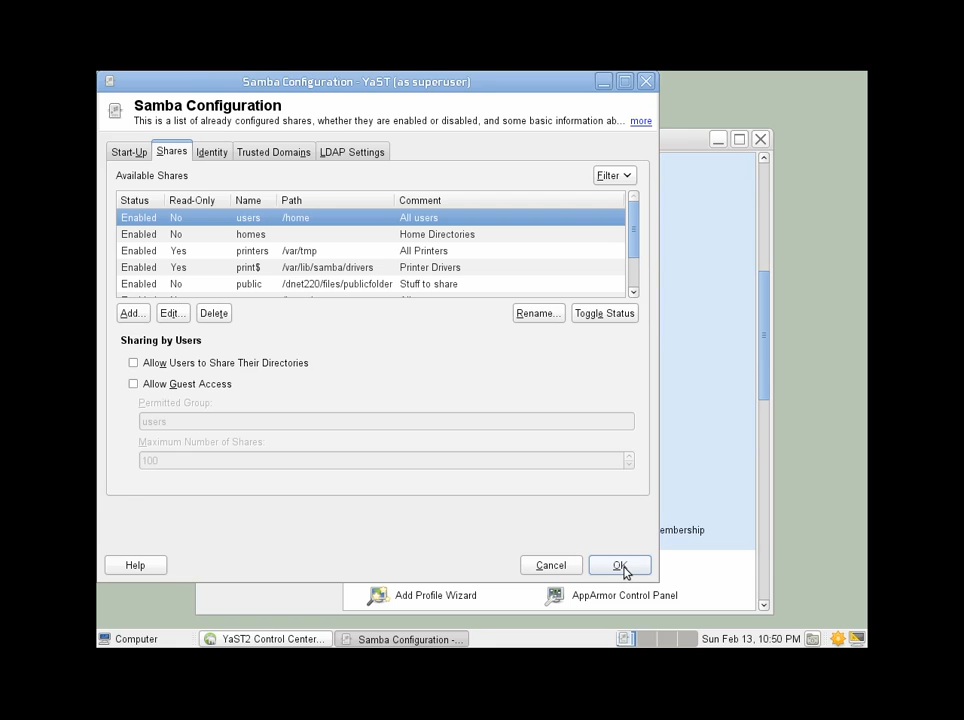 Samba Configuration - YaST (as superuser)
Samba Configuration
This is a list of already configured shares, whether they are enabled or disabled, and some basic information ab... more
Start-Up Shares Identity Trusted Domains LDAP Settings
Available Shares Filter
Status Read-Only Name Path Comment
Enabled No users /home All users
Enabled No homes Home Directories
Enabled Yes printers /var/tmp All Printers
Enabled Yes print$ /var/lib/samba/drivers Printer Drivers
Enabled No public /dnet220/files/publicfolder Stuff to share
Add... Edit... Delete Rename... Toggle Status
Sharing by Users
Allow Users to Share Their Directories
Allow Guest Access
Permitted Group:
users
Maximum Number of Shares:
100
embership
Help Cancel OK
Add Profile Wizard AppArmor Control Panel
Computer YaST2 Control Center... Samba Configuration -... Sun Feb 13, 10:50 PM